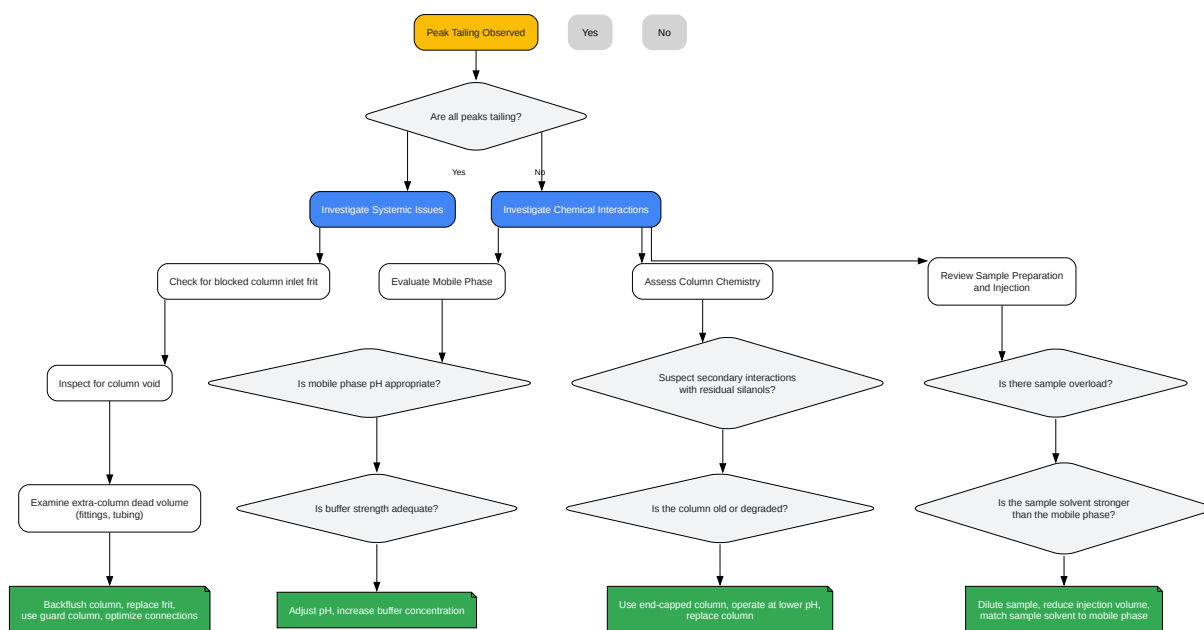 Peak Tailing Observed
Yes
No
Are all peaks tailing?
Yes
No
Investigate Systemic Issues
Investigate Chemical Interactions
Check for blocked column inlet frit
Evaluate Mobile Phase
Assess Column Chemistry
Review Sample Preparation
and Injection
Inspect for column void
Is mobile phase pH appropriate?
Suspect secondary interactions
with residual silanols?
Is there sample overload?
Examine extra-column dead volume
(fittings, tubing)
Is buffer strength adequate?
Is the column old or degraded?
Is the sample solvent stronger
than the mobile phase?
Backflush column, replace frit,
use guard column, optimize connections
Adjust pH, increase buffer concentration
Use end-capped column, operate at lower pH,
replace column
Dilute sample, reduce injection volume,
match sample solvent to mobile phase